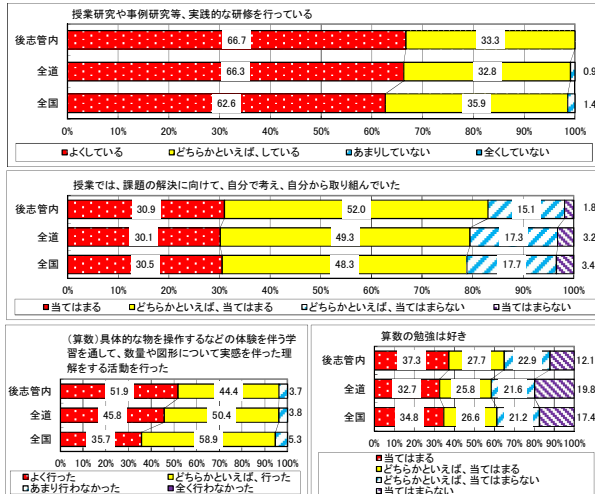 授業研究や事例研究等、実践的な研修を行っている
後志管内 66.7 33.3
全道 66.3 32.8 0.9
全国 62.6 35.9 1.4
0% 10% 20% 30% 40% 50% 60% 70% 80% 90% 100%
■よくしている □どちらかといえば、している あまりしていない ■全くしていない
授業では、課題の解決に向けて、自分で考え、自分から取り組んでいた
後志管内 30.9 52.0 15.1 1.8
全道 30.1 49.3 17.3 3.2
全国 30.5 48.3 17.7 3.4
0% 10% 20% 30% 40% 50% 60% 70% 80% 90% 100%
■当てはまる □どちらかといえば、当てはまる □どちらかといえば、当てはまらない 当てはまらない
(算数)具体的な物を操作するなどの体験を伴う学
習を通して、数量や図形について実感を伴った理
解をする活動を行った
後志管内 51.9 44.4 3.7
全道 45.8 50.4 3.8
全国 35.7 58.9 5.3
0% 10% 20% 30% 40% 50% 60% 70% 80% 90% 100%
■よく行った □どちらかといえば、行った
□あまり行わなかった ■全く行わなかった
算数の勉強は好き
後志管内 37.3 27.7 22.9 12.1
全道 32.7 25.8 21.6 19.8
全国 34.8 26.6 21.2 17.4
0% 10% 20% 30% 40% 50% 60% 70% 80% 90% 100%
■当てはまる
□どちらかといえば、当てはまる
□どちらかといえば、当てはまらない
当てはまらない